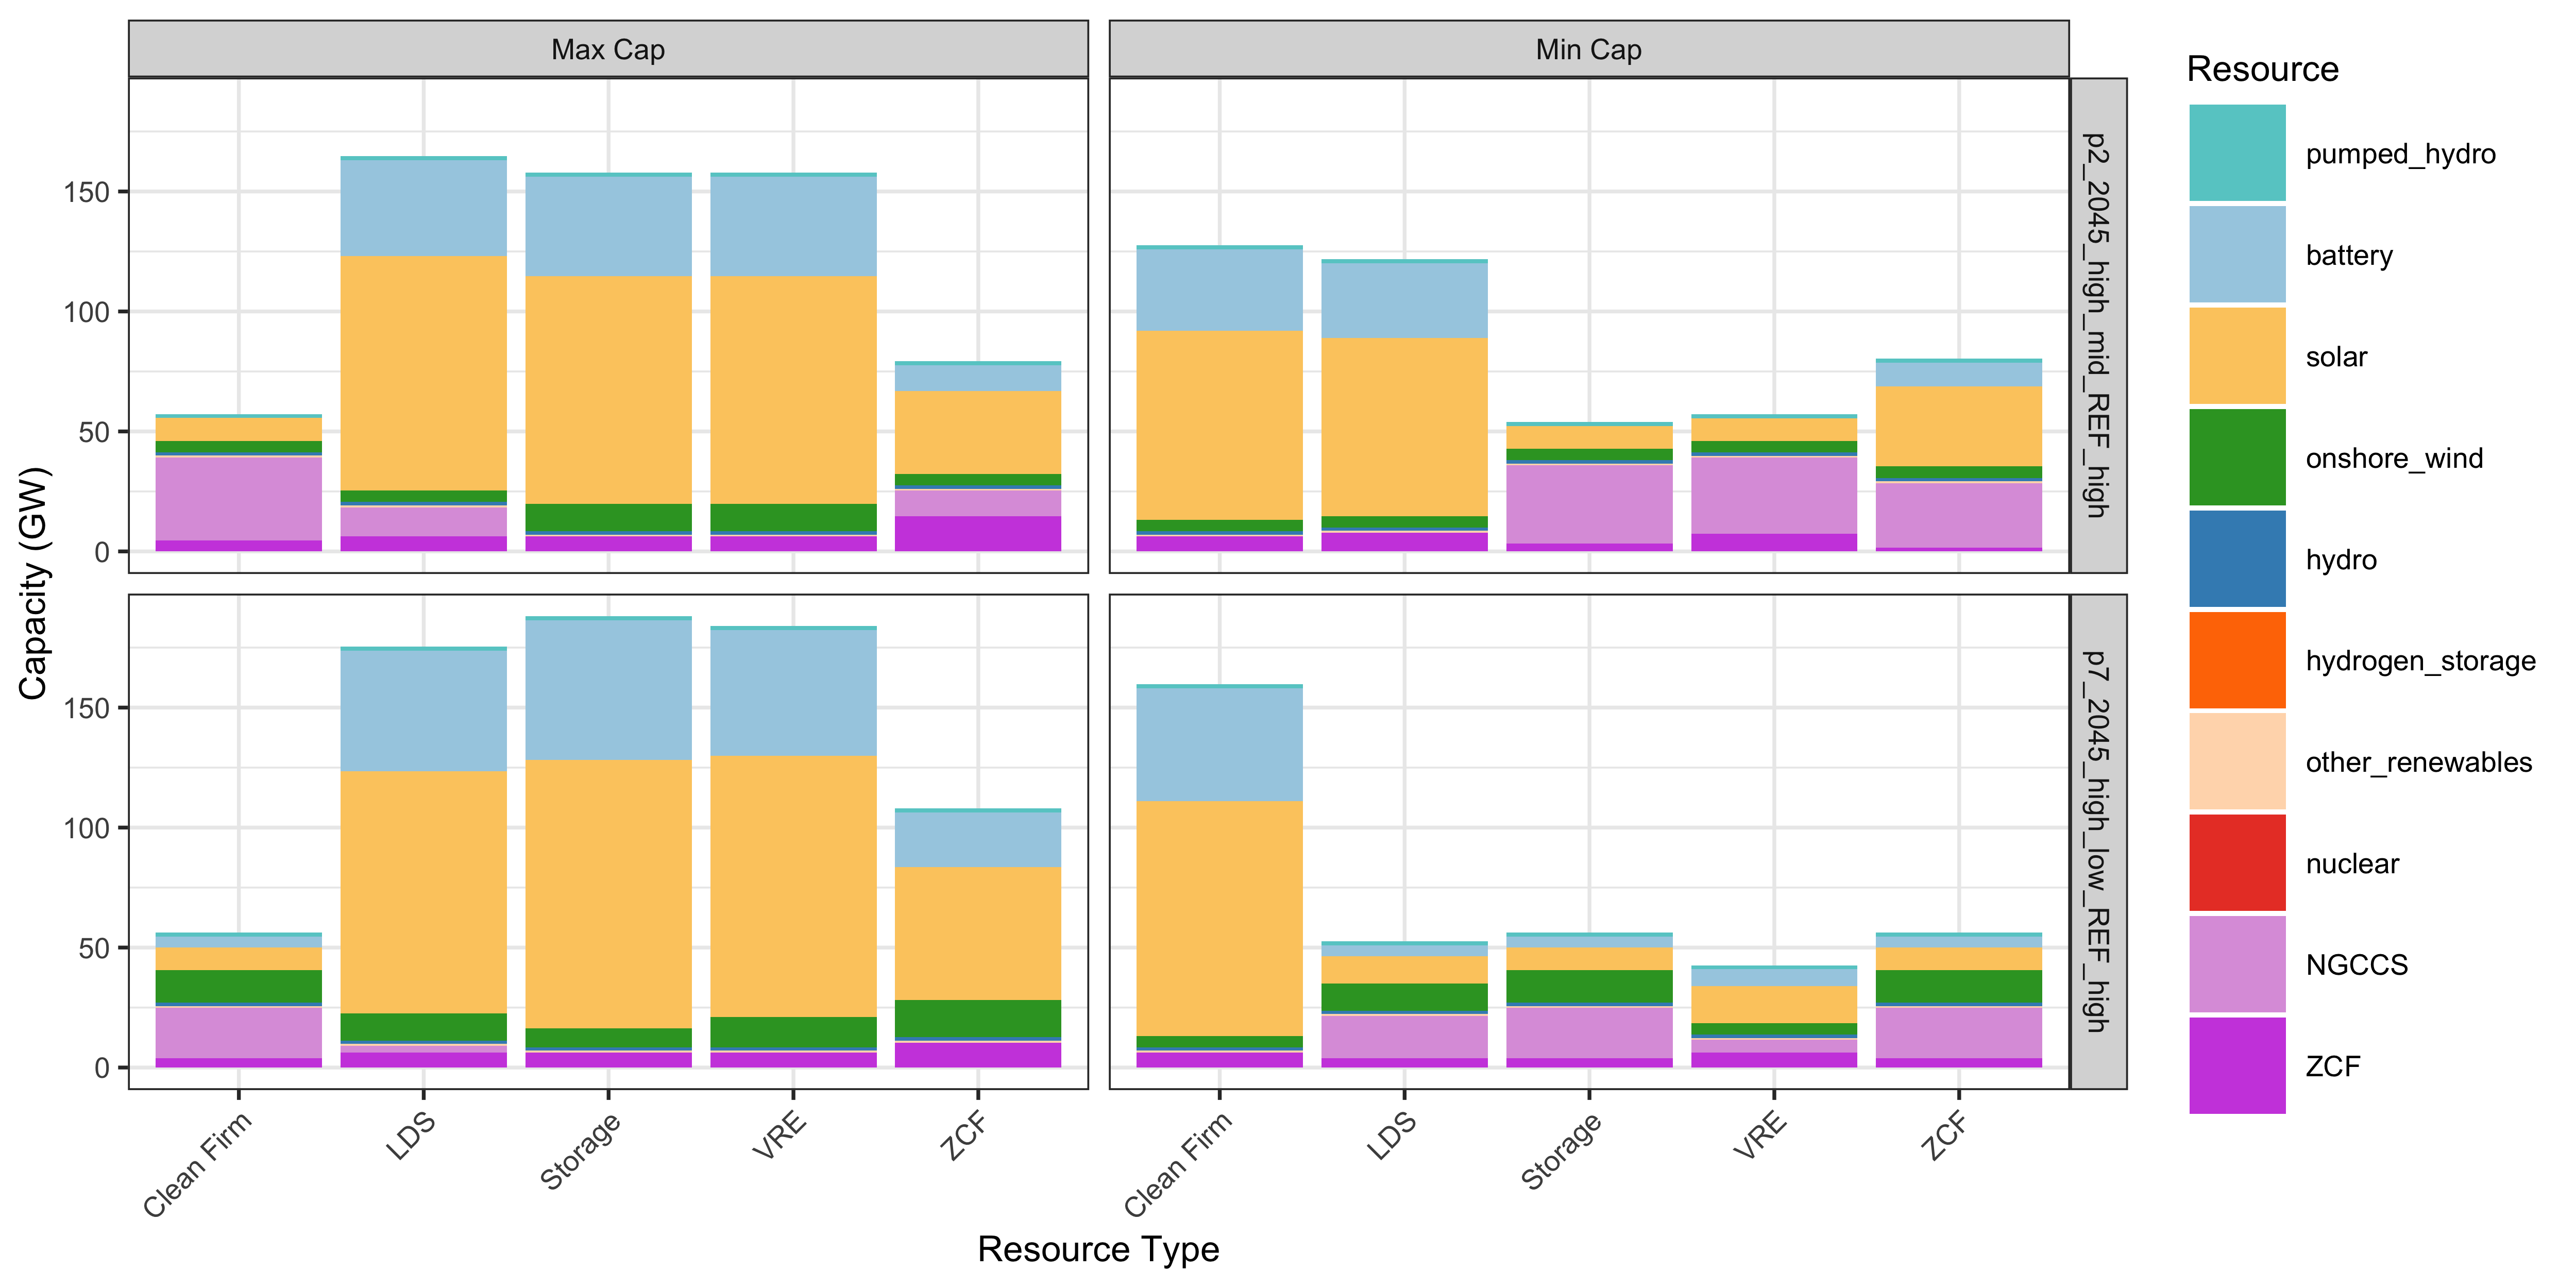 Max Cap
Min Cap
Capacity (GW)
150
100
50
0
p2_2045_high_mid_REF_high
150
100
50
0
p7_2045_high_low_REF_high
Clean Firm
LDS
Storage
VRE
ZCF
Clean Firm
LDS
Storage
VRE
ZCF
Resource Type
Resource
pumped_hydro
battery
solar
onshore_wind
hydro
hydrogen_storage
other_renewables
nuclear
NGCCS
ZCF